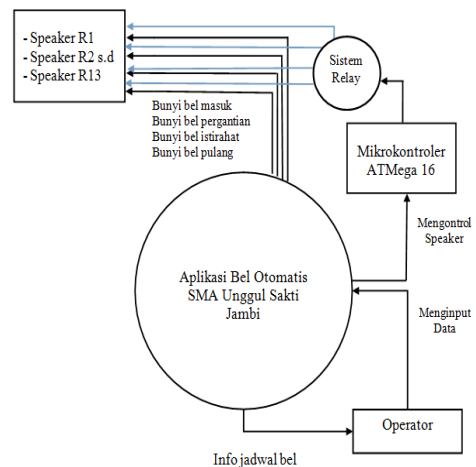 - Speaker R1
- Speaker R2 s.d
- Speaker R13
Sistem
Relay
Bunyi bel masuk
Bunyi bel pergantian
Bunyi bel istirahat
Bunyi bel pulang
Mikrokontroler
ATMega 16
Mengontrol
Speaker
Aplikasi Bel Otomatis
SMA Unggul Sakti
Jambi
Menginput
Data
Operator
Info jadwal bel